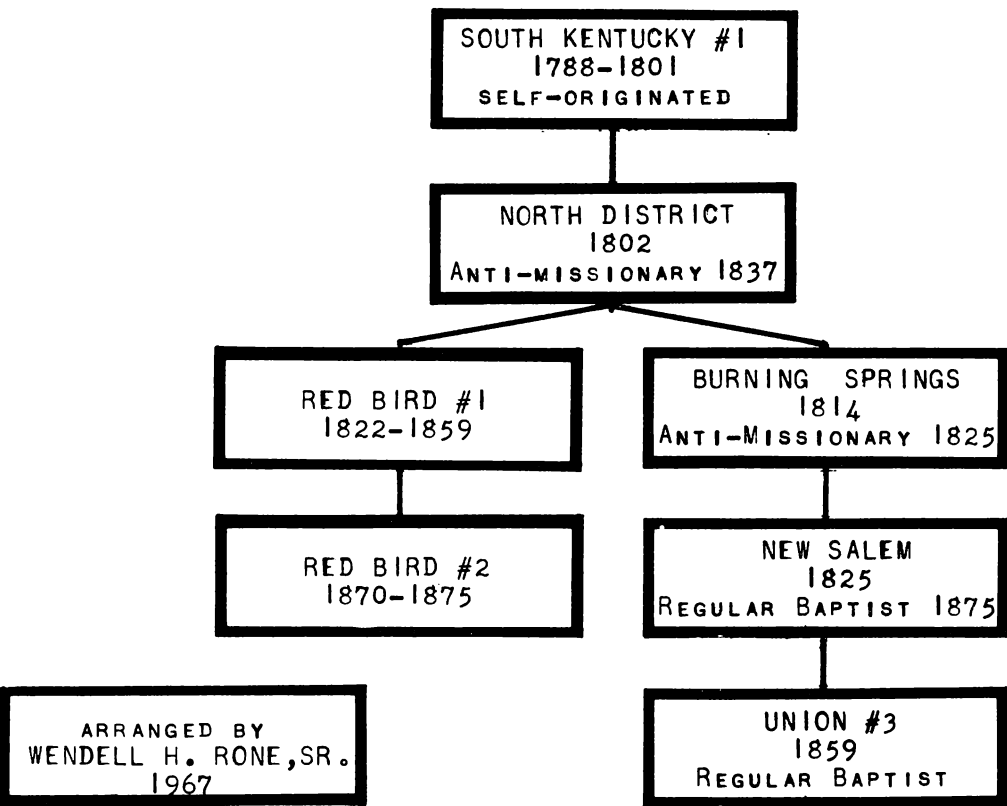 SOUTH KENTUCKY #1
1788-1801
SELF-ORIGINATED
NORTH DISTRICT
1802
ANTI-MISSIONARY 1837
RED BIRD #1
1822-1859
BURNING SPRINGS
1814
ANTI-MISSIONARY 1825
RED BIRD #2
1870-1875
NEW SALEM
1825
REGULAR BAPTIST 1875
ARRANGED BY
WENDELL H. RONE,SR.
1967
UNION #3
1859
REGULAR BAPTIST